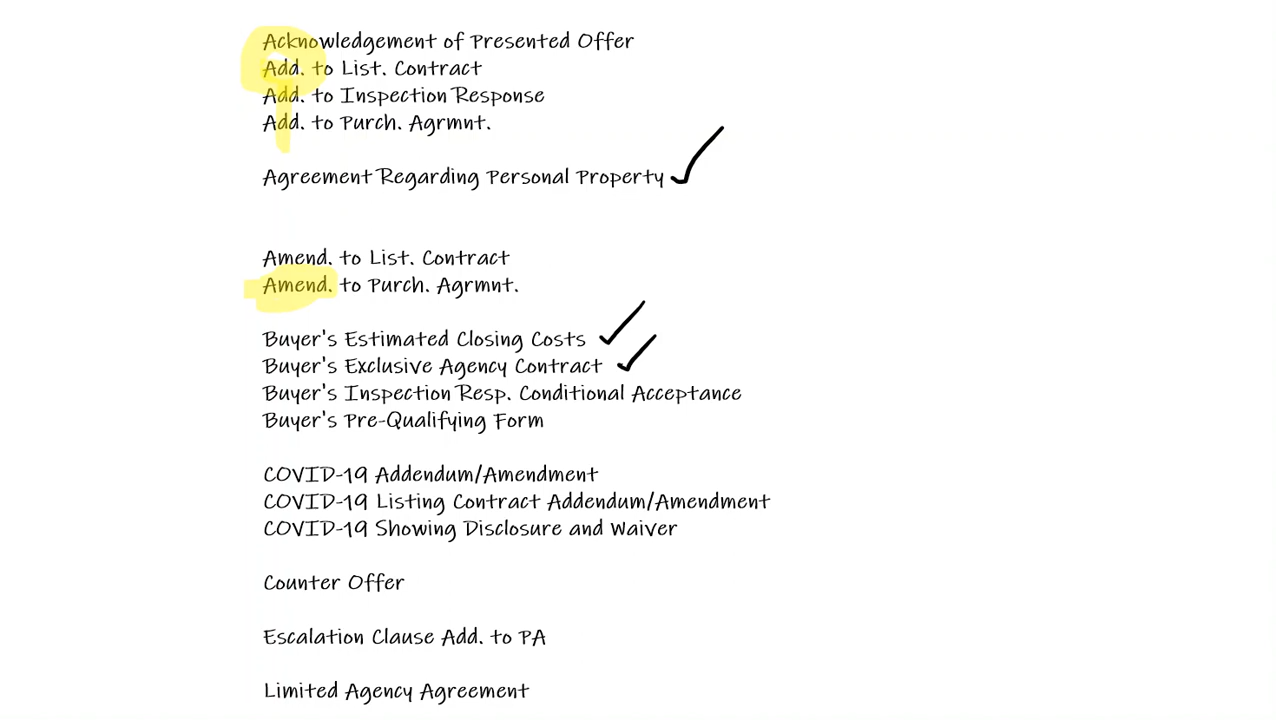 Acknowledgement of Presented Offer
Add. to List. Contract
Add. to Inspection Response
Add. to Purch. Agrmnt.
Agreement Regarding Personal Property
Amend. to List. Contract
Amend. to Purch. Agrmnt.
Buyer's Estimated Closing Costs
Buyer's Exclusive Agency Contract
Buyer's Inspection Resp. Conditional Acceptance
Buyer's Pre-Qualifying Form
COVID-19 Addendum/Amendment
COVID-19 Listing Contract Addendum/Amendment
COVID-19 Showing Disclosure and Waiver
Counter Offer
Escalation Clause Add. to PA
Limited Agency Agreement